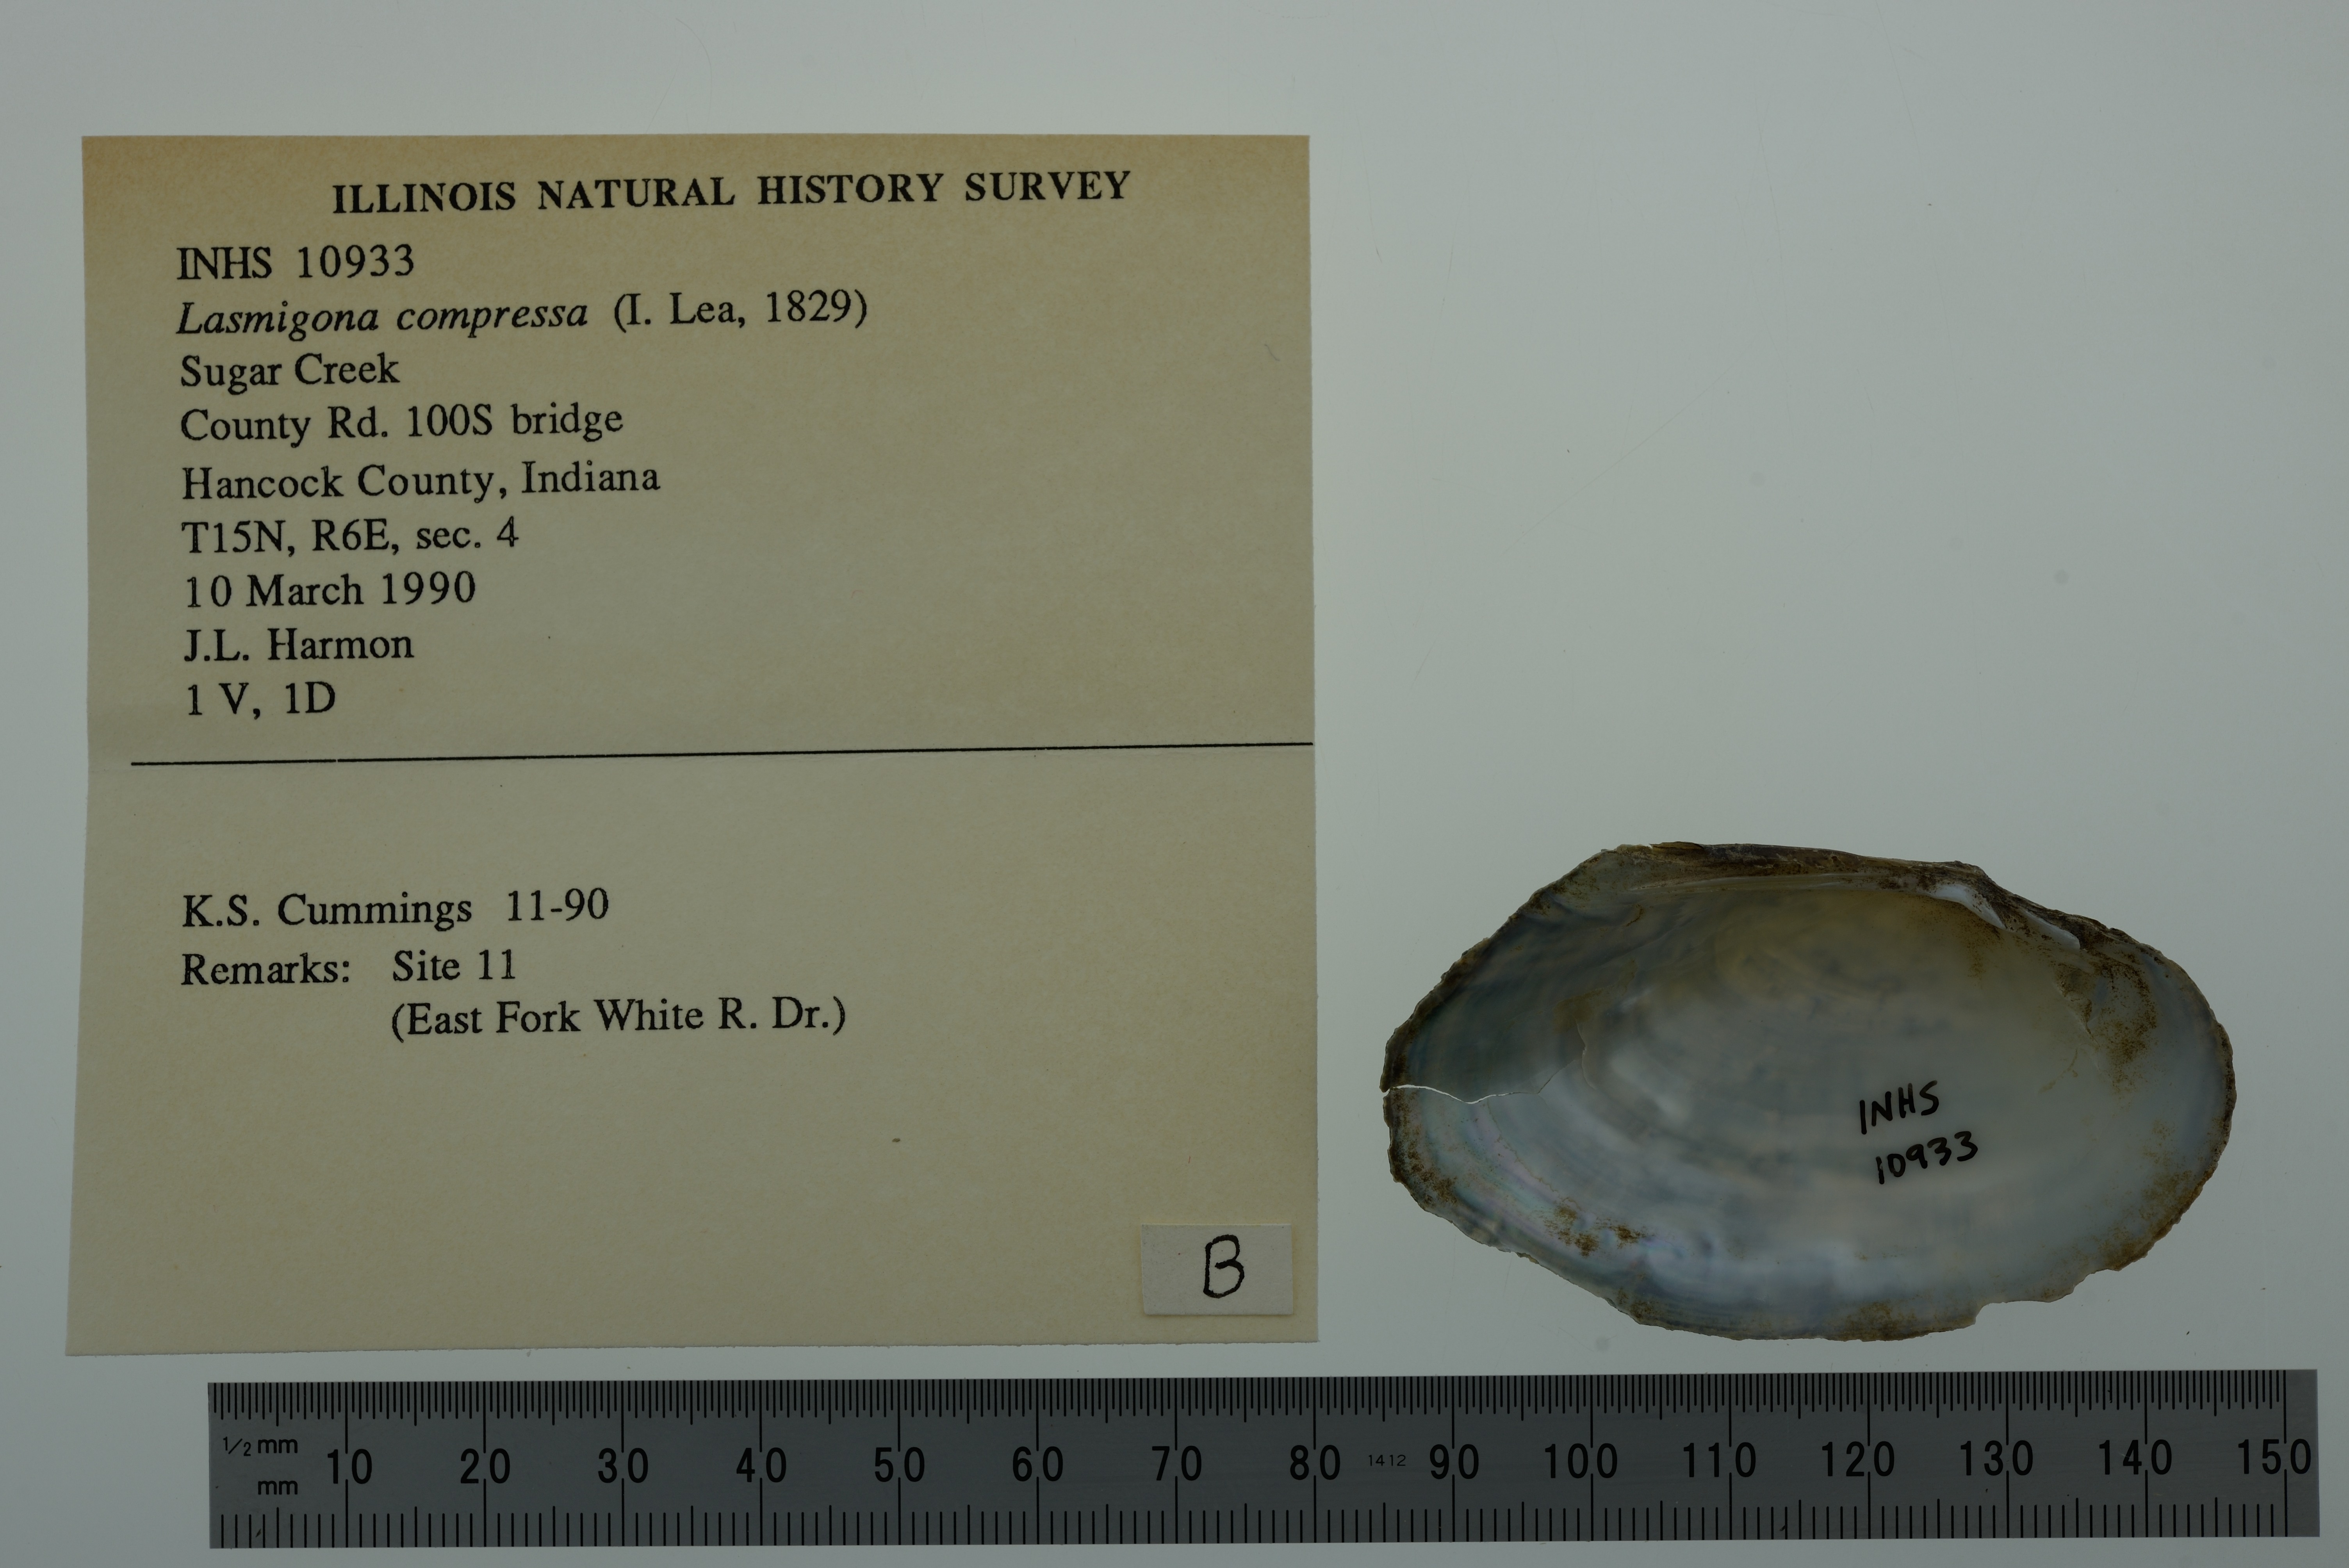 ILLINOIS NATURAL HISTORY SURVEY
INHS 10933
Lasmigona compressa (I. Lea, 1829)
Sugar Creek
County Rd. 100S bridge
Hancock County, Indiana
T15N, R6E, sec. 4
10 March 1990
J.L. Harmon
1 V, 1D
K.S. Cummings 11-90
Remarks: Site 11
(East Fork White R. Dr.)
B
INHS
10933
1/2 mm
10 20 30 40 50 60 70 80 1412 90 100 110 120 130 140 150
mm